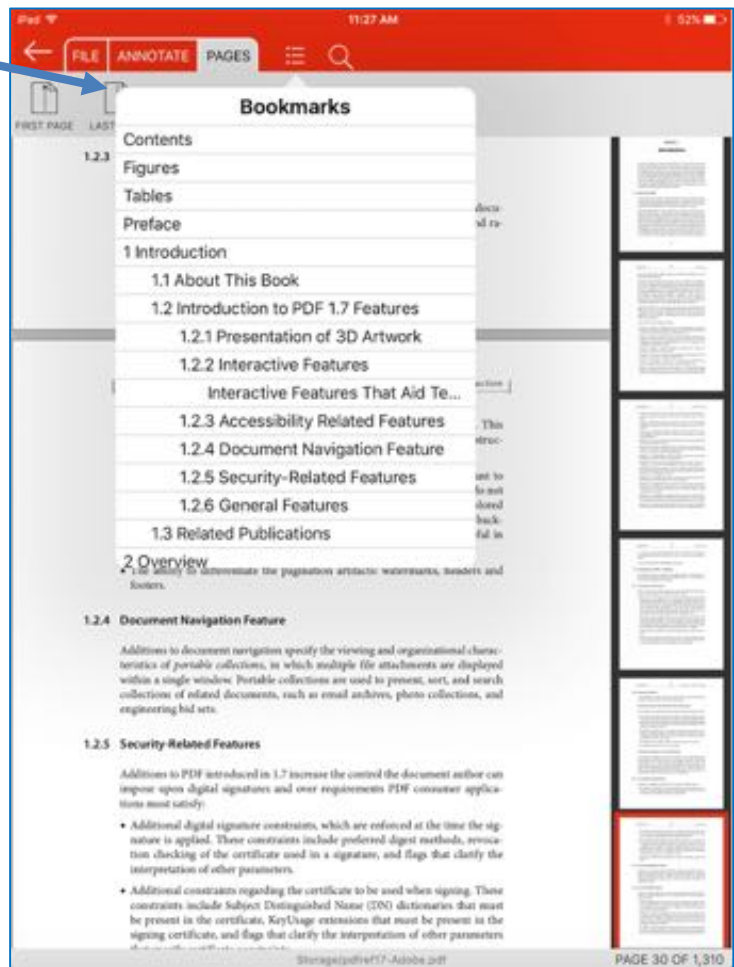 iPad 11:27 AM 52%
FILE ANNOTATE PAGES
FIRST PAGE LAST
Bookmarks
Contents
1.2.3
Figures
Tables
Preface
1 Introduction
1.1 About This Book
1.2 Introduction to PDF 1.7 Features
1.2.1 Presentation of 3D Artwork
1.2.2 Interactive Features
Interactive Features That Aid Te...
1.2.3 Accessibility Related Features
This
1.2.4 Document Navigation Feature
1.2.5 Security-Related Features
1.2.6 General Features
1.3 Related Publications
2 Overview
to differentiate the pagination artifacts: watermarks, headers and
footers.
1.2.4 Document Navigation Feature
Additions to document navigation specify the viewing and organizational charac-
teristics of portable collections, in which multiple file attachments are displayed
within a single window. Portable collections are used to present, sort, and search
collections of related documents, such as email archives, photo collections, and
engineering bid sets.
1.2.5 Security-Related Features
Additions to PDF introduced in 1.7 increase the control the document author can
impose upon digital signatures and over requirements PDF consumer applica-
tions must satisfy:
• Additional digital signature constraints, which are enforced at the time the sig-
nature is applied. These constraints include preferred digest methods, revoca-
tion checking of the certificate used in a signature, and flags that clarify the
interpretation of other parameters.
• Additional constraints regarding the certificate to be used when signing. These
constraints include Subject Distinguished Name (DN) dictionaries that must
be present in the certificate, KeyUsage extensions that must be present in the
signing certificate, and flags that clarify the interpretation of other parameters
Storage/pdfref17-Adobe.pdf PAGE 30 OF 1,310